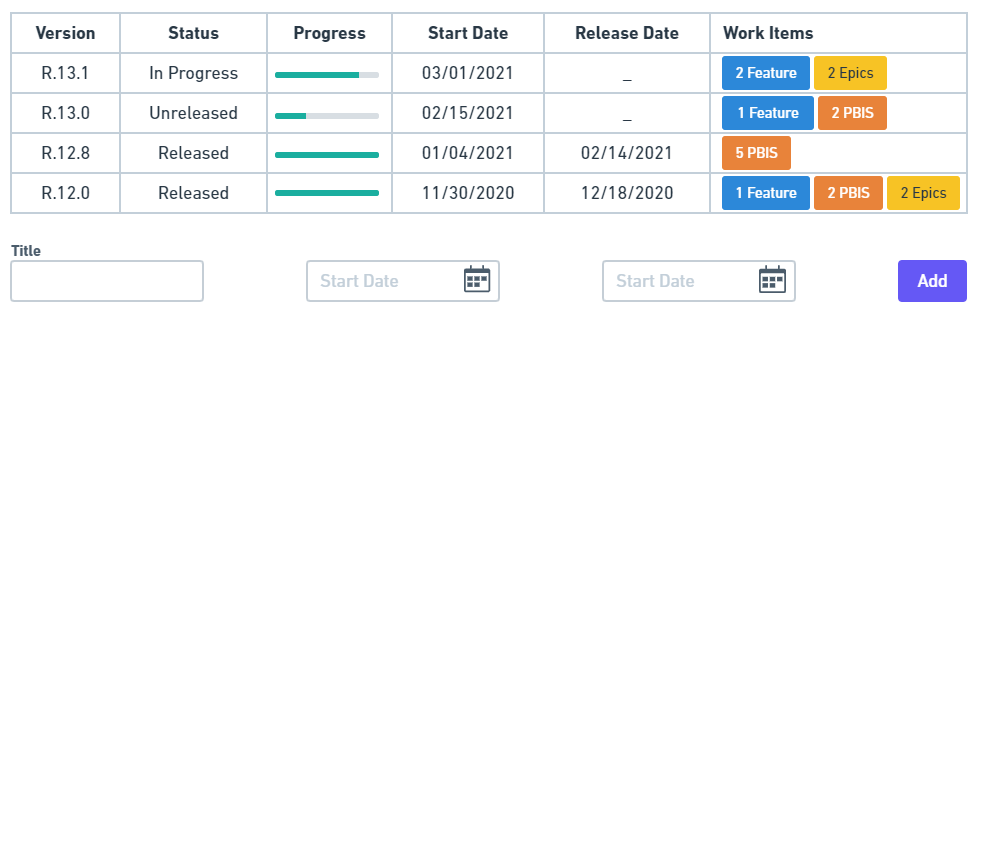 Version Status Progress Start Date Release Date Work Items
R.13.1 In Progress 03/01/2021 _ 2 Feature 2 Epics
R.13.0 Unreleased 02/15/2021 _ 1 Feature 2 PBIS
R.12.8 Released 01/04/2021 02/14/2021 5 PBIS
R.12.0 Released 11/30/2020 12/18/2020 1 Feature 2 PBIS 2 Epics
Title
Start Date Start Date Add